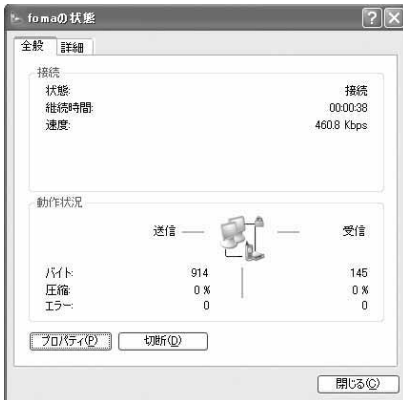 fomaの状態
全般 詳細
接続
状態: 接続
継続時間: 00:00:38
速度: 460.8 Kbps
動作状況
送信 — — 受信
バイト: 914 145
圧縮: 0 % 0 %
エラー: 0 0
プロパティ(P) 切断(D)
閉じる(C)